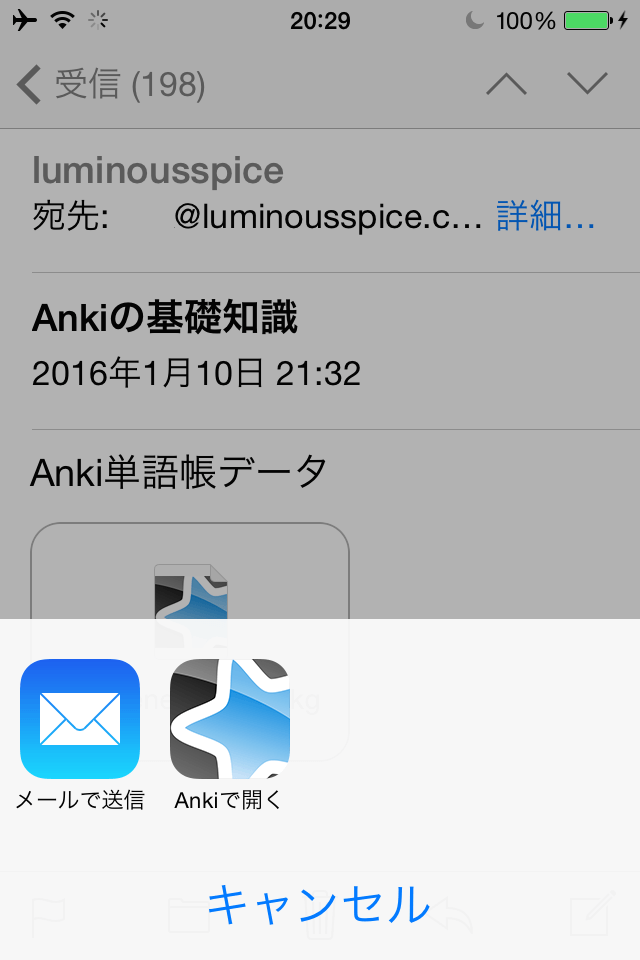 20:29 100%
受信 (198)
luminousspice
宛先: @luminousspice.c... 詳細...
Ankiの基礎知識
2016年1月10日 21:32
Anki単語帳データ
メールで送信 Ankiで開く
キャンセル